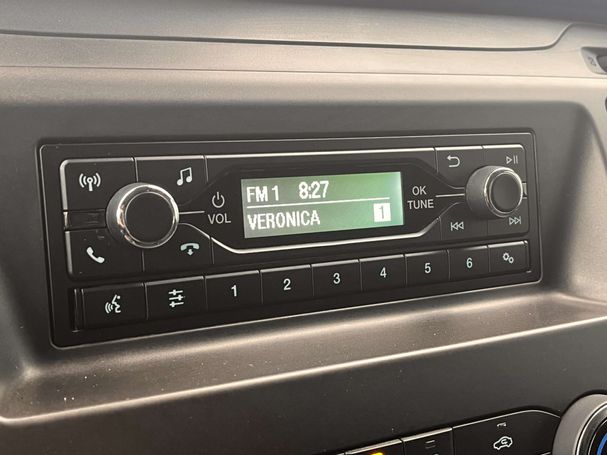 FM 1 8:27
VERONICA 1
VOL
OK
TUNE
1 2 3 4 5 6